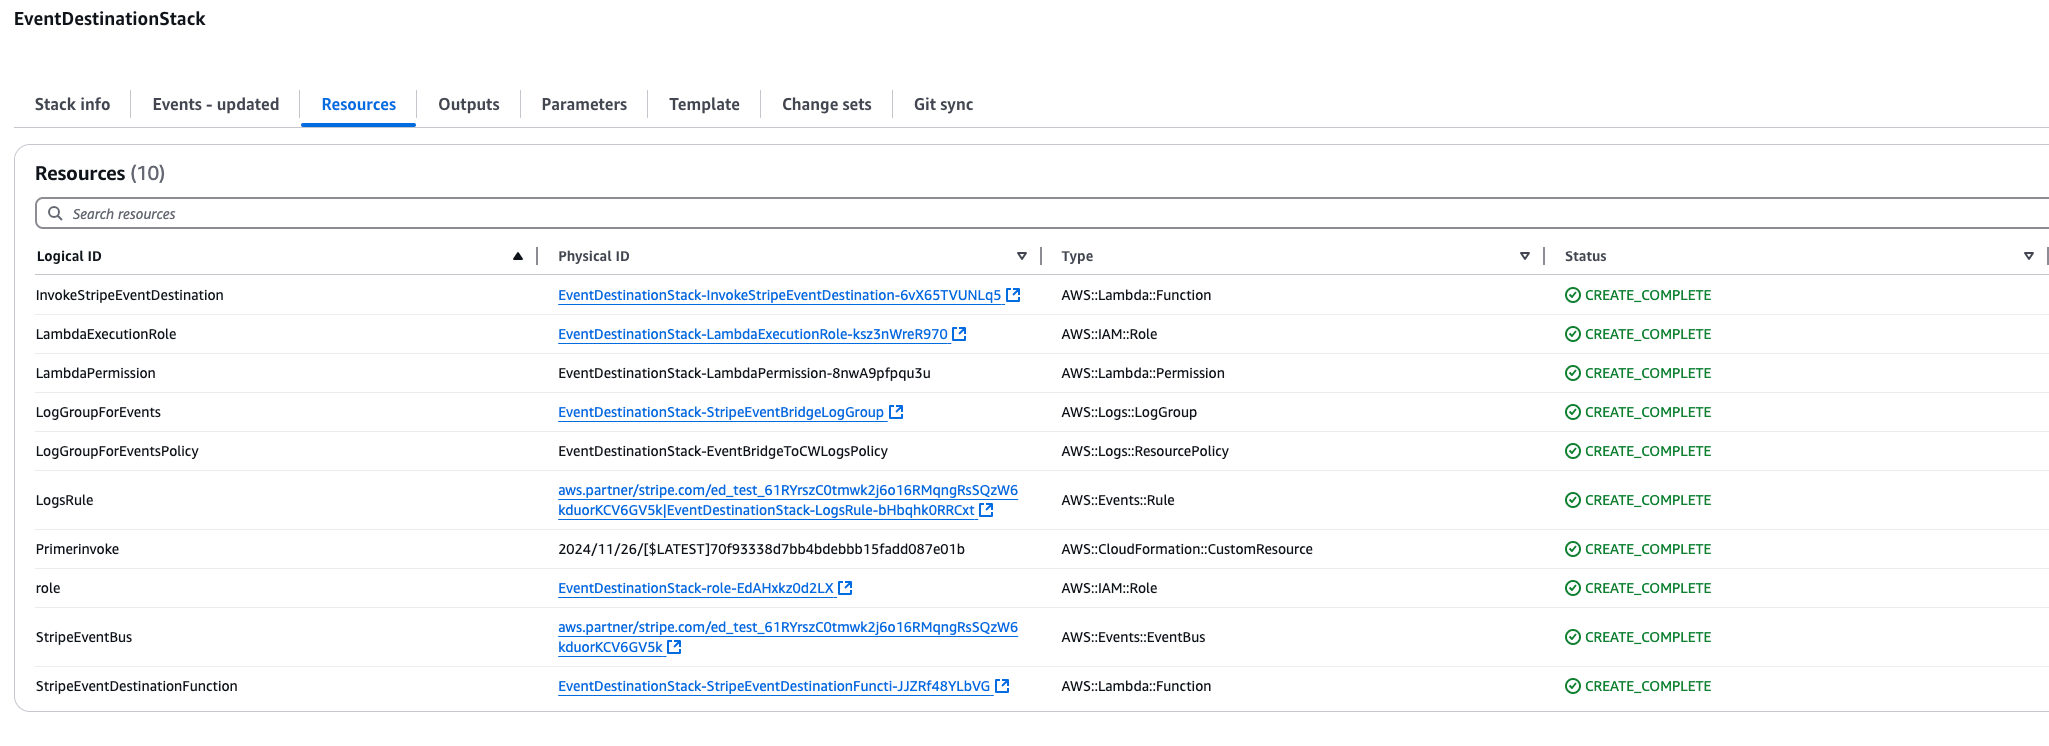 EventDestinationStack
Stack info
Events - updated
Resources
Outputs
Parameters
Template
Change sets
Git sync
Resources (10)
Search resources
Logical ID
Physical ID
Type
Status
InvokeStripeEventDestination
EventDestinationStack-InvokeStripeEventDestination-6vX65TVUNLq5
AWS::Lambda::Function
CREATE_COMPLETE
LambdaExecutionRole
EventDestinationStack-LambdaExecutionRole-ksz3nWreR970
AWS::IAM::Role
CREATE_COMPLETE
LambdaPermission
EventDestinationStack-LambdaPermission-8nwA9pfpqu3u
AWS::Lambda::Permission
CREATE_COMPLETE
LogGroupForEvents
EventDestinationStack-StripeEventBridgeLogGroup
AWS::Logs::LogGroup
CREATE_COMPLETE
LogGroupForEventsPolicy
EventDestinationStack-EventBridgeToCWLogsPolicy
AWS::Logs::ResourcePolicy
CREATE_COMPLETE
LogsRule
aws.partner/stripe.com/ed_test_61RYrszC0tmwk2j6o16RMqngRsSQzW6
kduorKCV6GV5k|EventDestinationStack-LogsRule-bHbqhk0RRCxt
AWS::Events::Rule
CREATE_COMPLETE
Primerinvoke
2024/11/26/[$LATEST]70f93338d7bb4bdebbb15fadd087e01b
AWS::CloudFormation::CustomResource
CREATE_COMPLETE
role
EventDestinationStack-role-EdAHxkz0d2LX
AWS::IAM::Role
CREATE_COMPLETE
StripeEventBus
aws.partner/stripe.com/ed_test_61RYrszC0tmwk2j6o16RMqngRsSQzW6
kduorKCV6GV5k
AWS::Events::EventBus
CREATE_COMPLETE
StripeEventDestinationFunction
EventDestinationStack-StripeEventDestinationFuncti-JJZRf48YLbVG
AWS::Lambda::Function
CREATE_COMPLETE